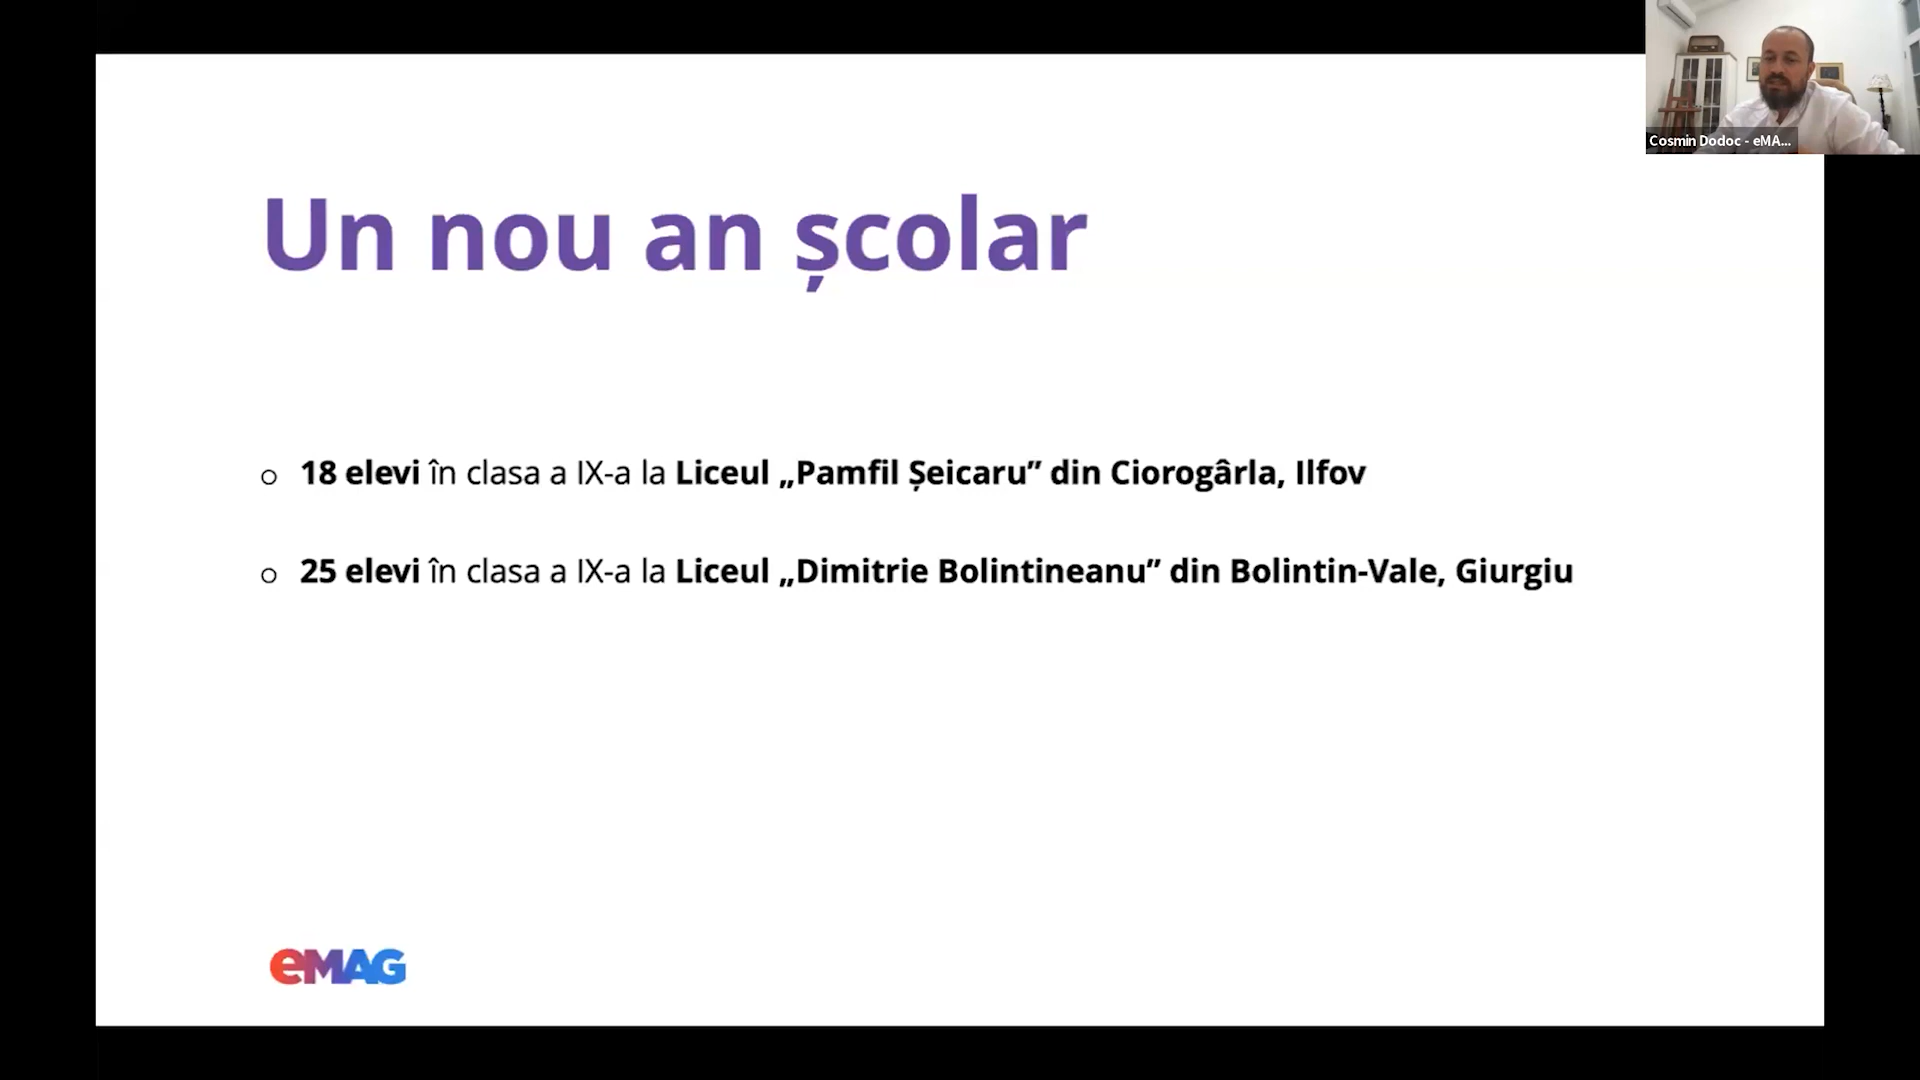 Cosmin Dodoc - eMA...
Un nou an școlar
18 elevi în clasa a IX-a la Liceul „Pamfil Șeicaru” din Ciorogârla, Ilfov
25 elevi în clasa a IX-a la Liceul „Dimitrie Bolintineanu” din Bolintin-Vale, Giurgiu
eMAG